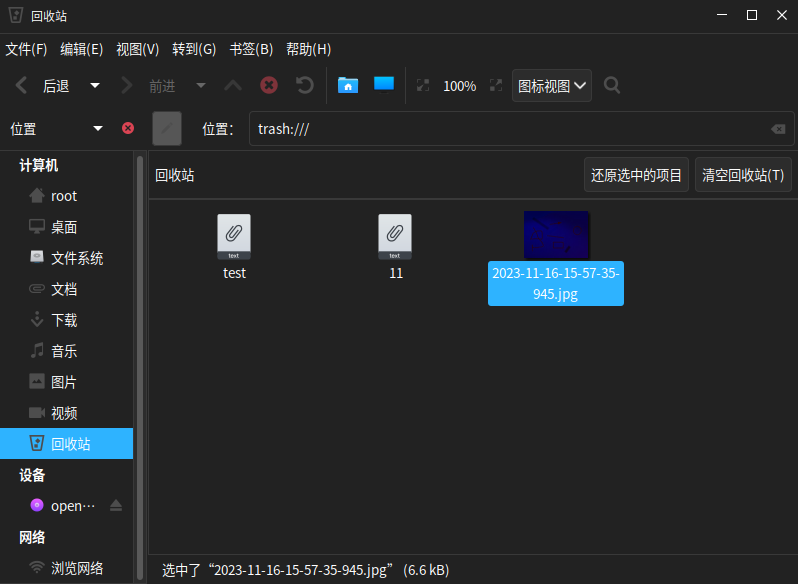 回收站
文件(F) 编辑(E) 视图(V) 转到(G) 书签(B) 帮助(H)
后退 前进 100% 图标视图
位置 位置： trash:///
计算机
root
桌面
文件系统
文档
下载
音乐
图片
视频
回收站
设备
open…
网络
浏览网络
回收站 还原选中的项目 清空回收站(T)
text text
test 11 2023-11-16-15-57-35-
945.jpg
选中了“2023-11-16-15-57-35-945.jpg” (6.6 kB)